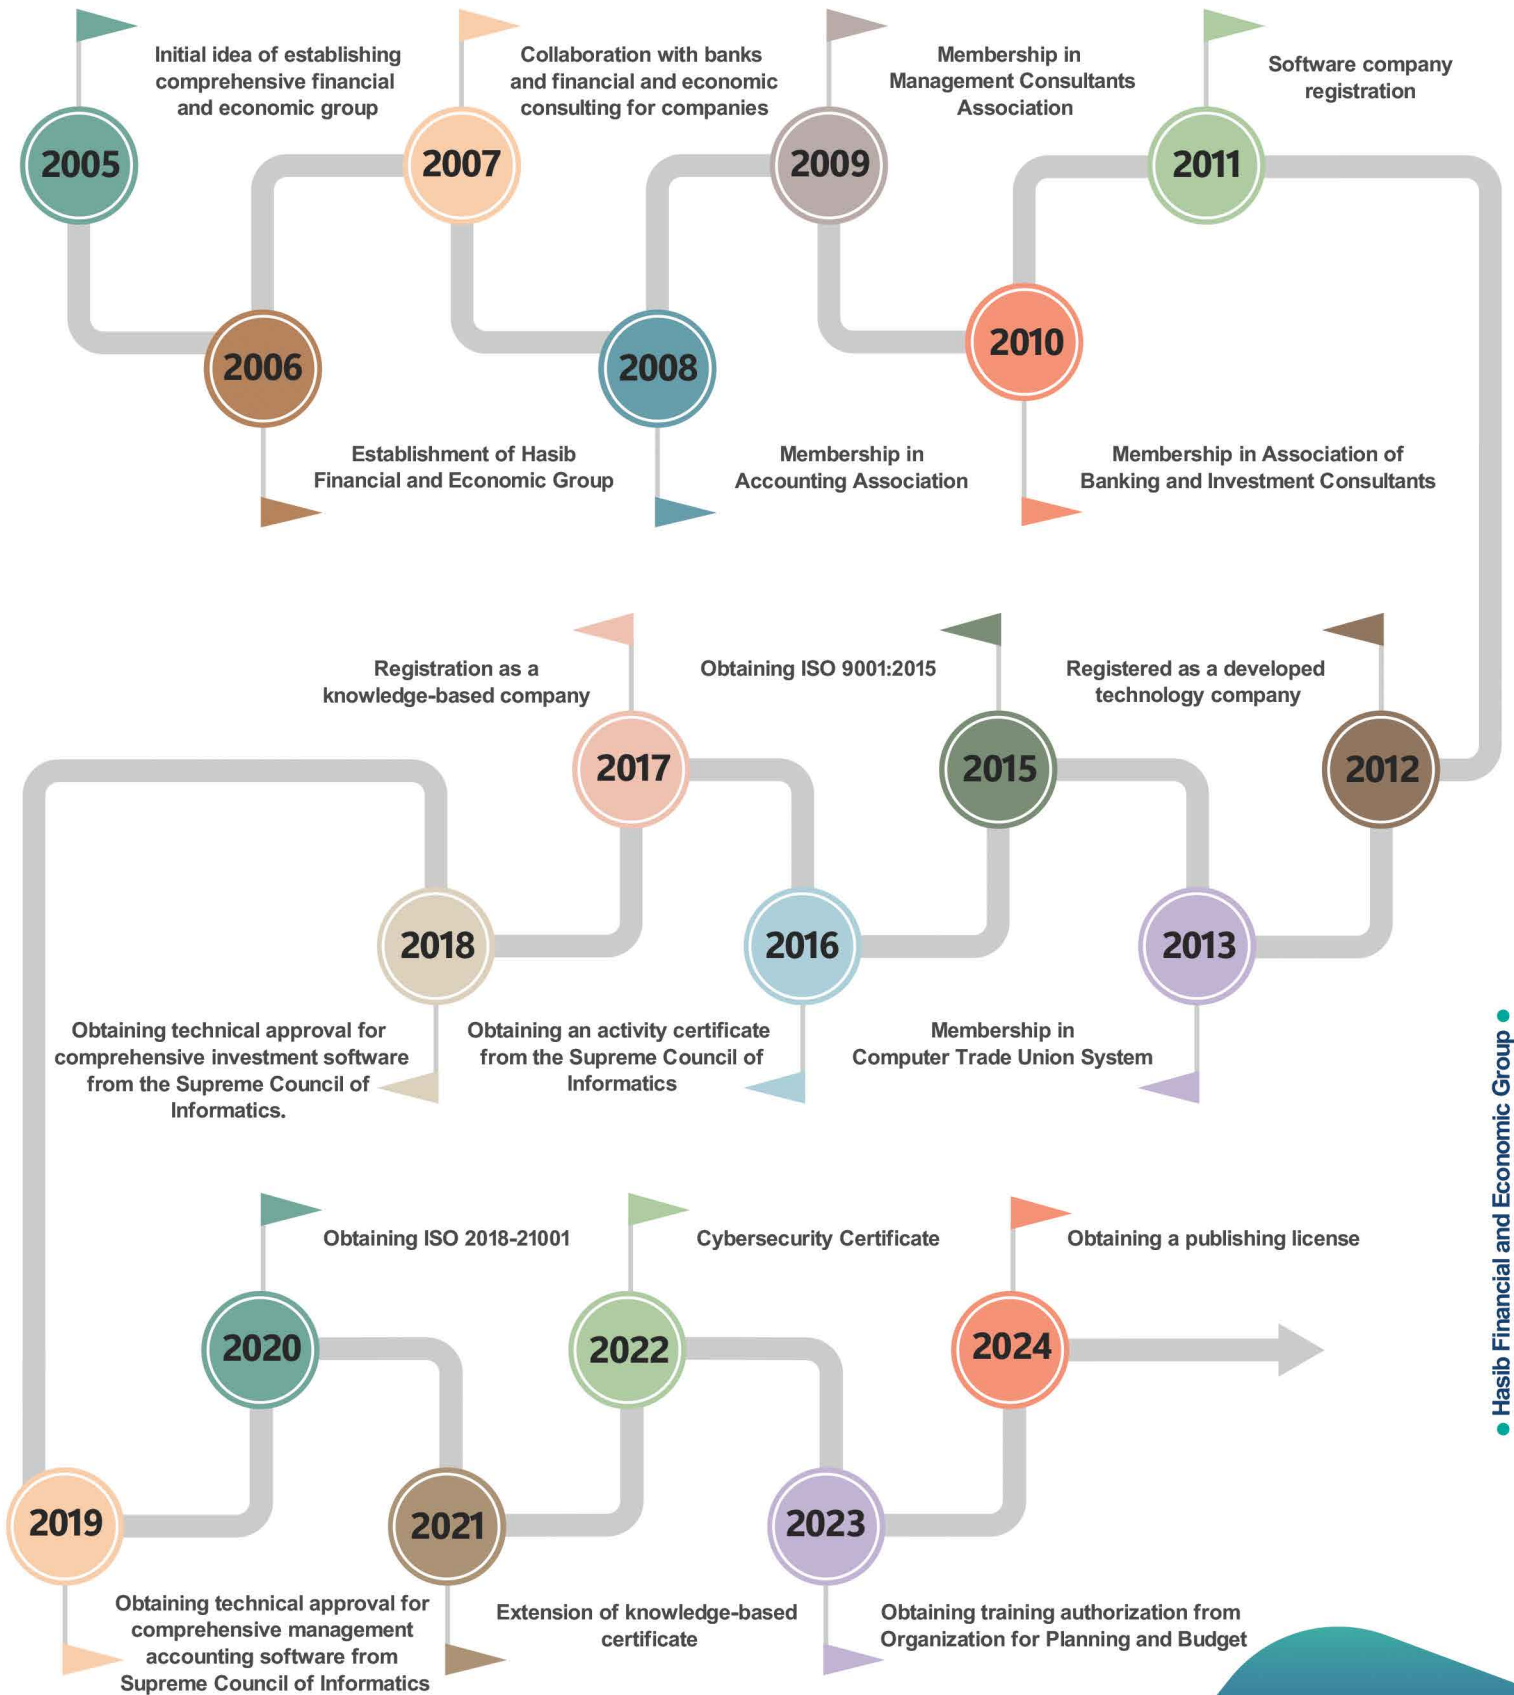 2005
Initial idea of establishing
comprehensive financial
and economic group
2006
Establishment of Hasib
Financial and Economic Group
2007
Collaboration with banks
and financial and economic
consulting for companies
2008
Membership in
Accounting Association
2009
Membership in
Management Consultants
Association
2010
Membership in Association of
Banking and Investment Consultants
2011
Software company
registration
2012
Registered as a developed
technology company
2013
Membership in
Computer Trade Union System
2015
Obtaining ISO 9001:2015
2016
Obtaining an activity certificate
from the Supreme Council of
Informatics
2017
Registration as a
knowledge-based company
2018
Obtaining technical approval for
comprehensive investment software
from the Supreme Council of
Informatics.
2019
Obtaining technical approval for
comprehensive management
accounting software from
Supreme Council of Informatics
2020
Obtaining ISO 2018-21001
2021
Extension of knowledge-based
certificate
2022
Cybersecurity Certificate
2023
Obtaining training authorization from
Organization for Planning and Budget
2024
Obtaining a publishing license
• Hasib Financial and Economic Group •